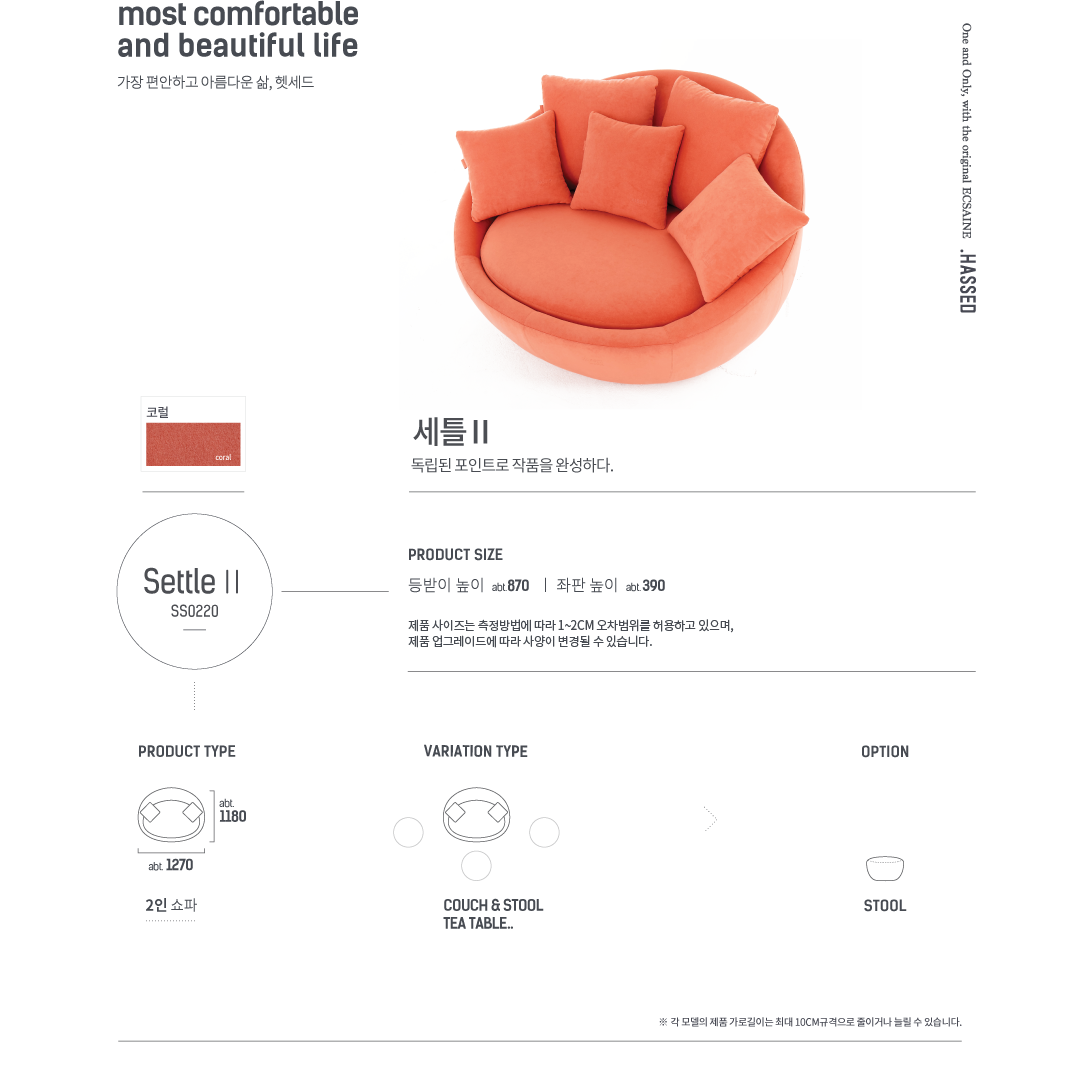 most comfortable
and beautiful life
가장 편안하고 아름다운 삶, 헷세드
One and Only, with the original ECSAINE .HASSED
코럴
coral
세틀 II
독립된 포인트로 작품을 완성하다.
Settle II
SS0220
PRODUCT SIZE
등받이 높이 abt.870 | 좌판 높이 abt.390
제품 사이즈는 측정방법에 따라 1~2CM 오차범위를 허용하고 있으며,
제품 업그레이드에 따라 사양이 변경될 수 있습니다.
PRODUCT TYPE
abt.
1180
abt. 1270
2인 쇼파
VARIATION TYPE
COUCH & STOOL
TEA TABLE..
OPTION
STOOL
※ 각 모델의 제품 가로길이는 최대 10CM규격으로 줄이거나 늘릴 수 있습니다.